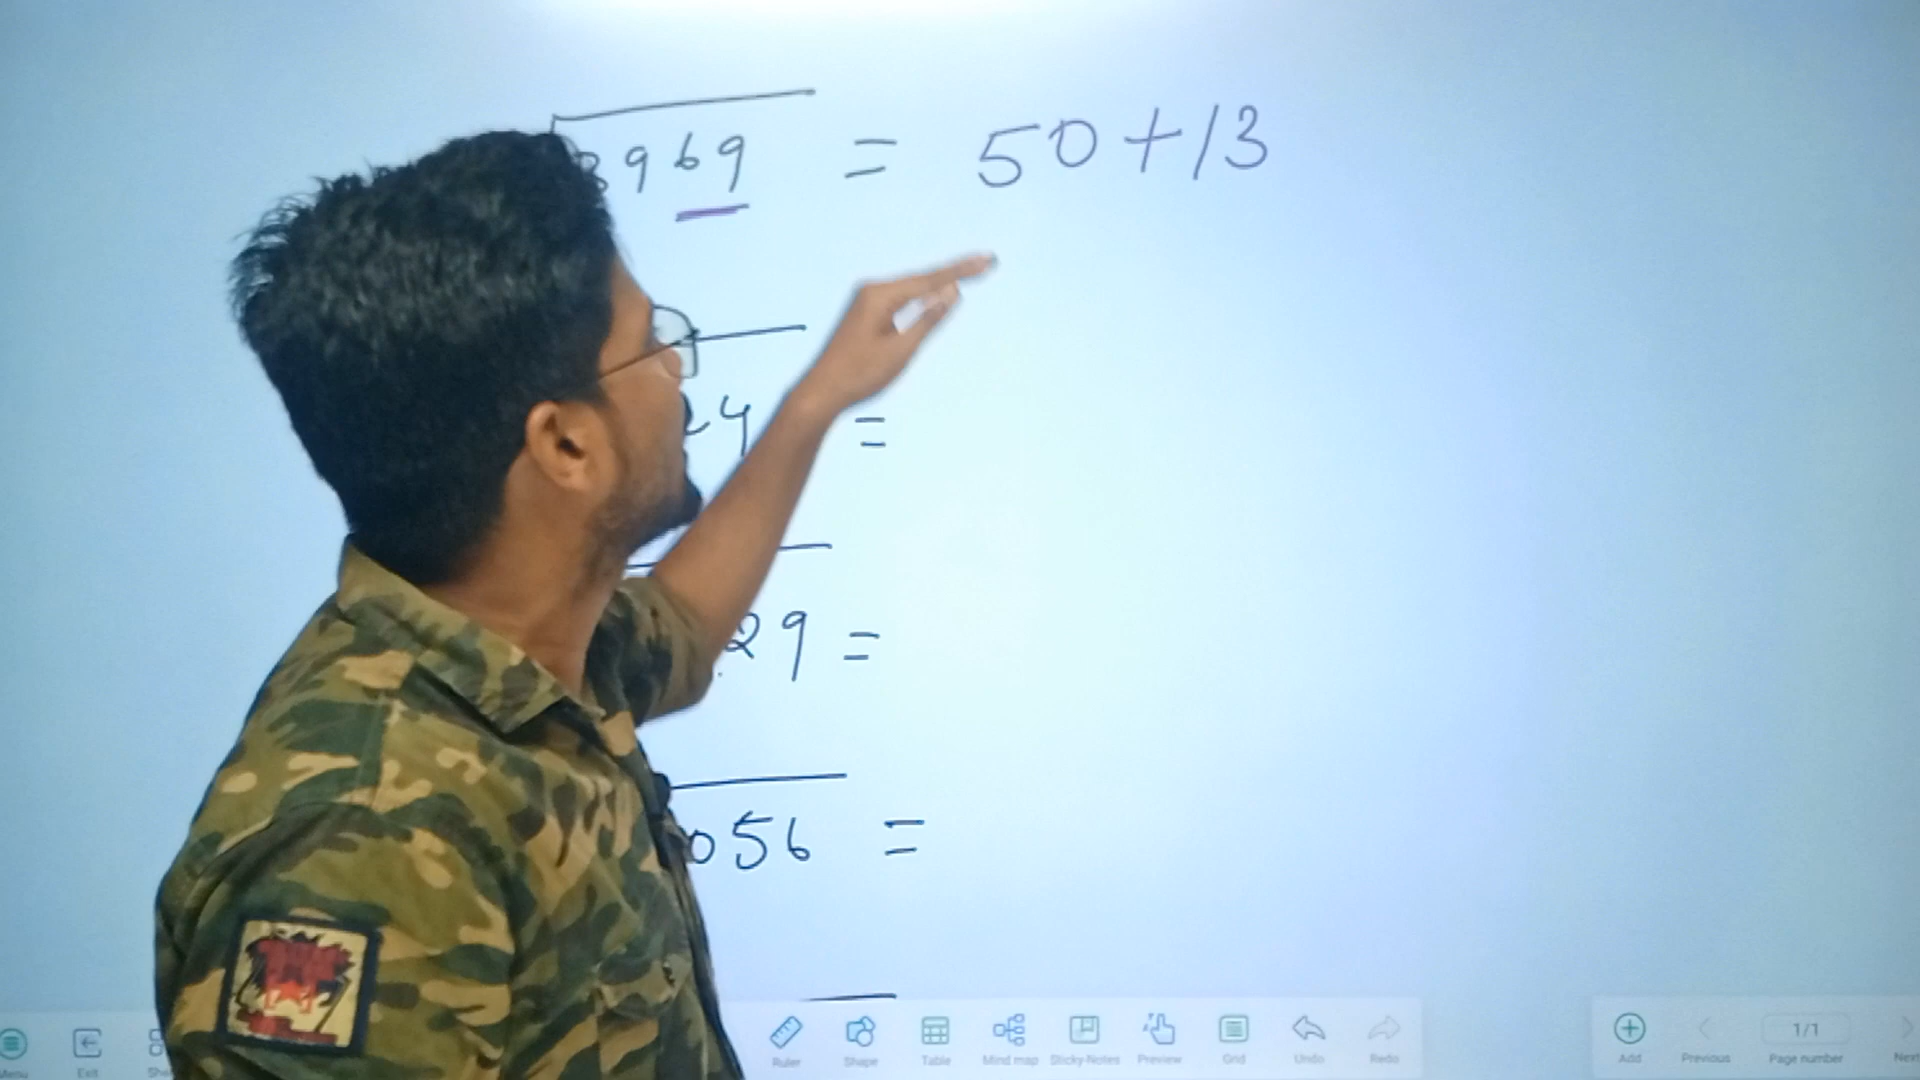 3969 = 50+13
24 =
29 =
056 =
Menu Exit Ruler Shape Table Mind map Sticky-Notes Preview Grid Undo Redo Add Previous 1/1 Page number Next